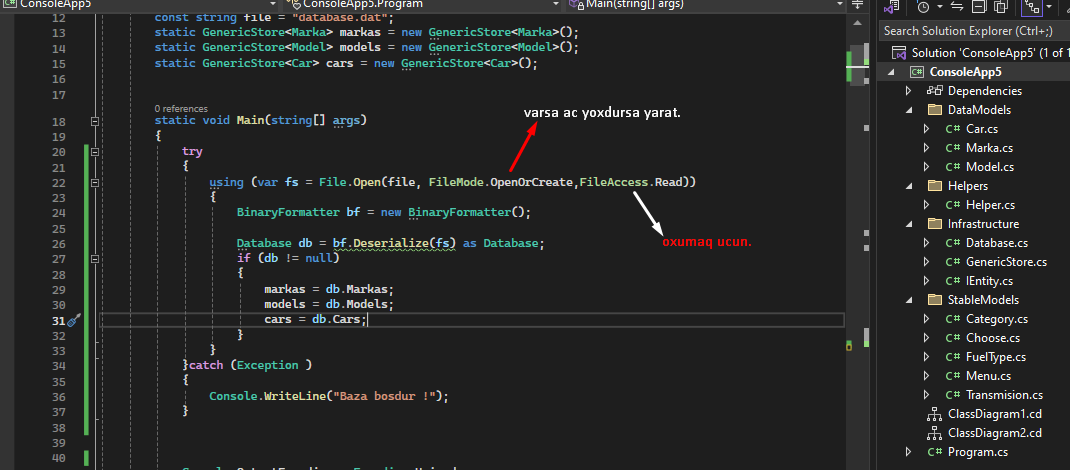 ConsoleApp5
ConsoleApp5.Program
Main(string[] args)
12 const string file = "database.dat";
13 static GenericStore<Marka> markas = new GenericStore<Marka>();
14 static GenericStore<Model> models = new GenericStore<Model>();
15 static GenericStore<Car> cars = new GenericStore<Car>();
16
17
0 references
18 static void Main(string[] args)
varsa ac yoxdursa yarat.
19 {
20 try
21 {
22 using (var fs = File.Open(file, FileMode.OpenOrCreate,FileAccess.Read))
23 {
24 BinaryFormatter bf = new BinaryFormatter();
25
oxumaq ucun.
26 Database db = bf.Deserialize(fs) as Database;
27 if (db != null)
28 {
29 markas = db.Markas;
30 models = db.Models;
31 cars = db.Cars;
32 }
33 }
34 }catch (Exception )
35 {
36 Console.WriteLine("Baza bosdur !");
37 }
38
39
40
Search Solution Explorer (Ctrl+;)
Solution 'ConsoleApp5' (1 of 1
C# ConsoleApp5
Dependencies
DataModels
C# Car.cs
C# Marka.cs
C# Model.cs
Helpers
C# Helper.cs
Infrastructure
C# Database.cs
C# GenericStore.cs
C# IEntity.cs
StableModels
C# Category.cs
C# Choose.cs
C# FuelType.cs
C# Menu.cs
C# Transmision.cs
ClassDiagram1.cd
ClassDiagram2.cd
C# Program.cs